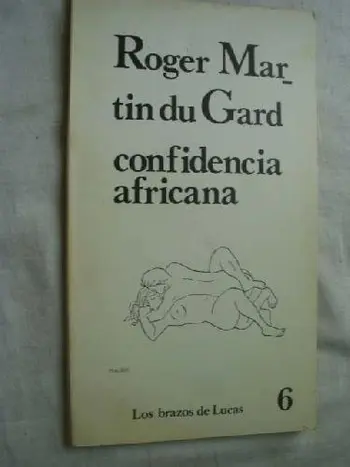 Roger Mar_
tin du Gard
confidencia
africana
Los brazos de Lucas
6